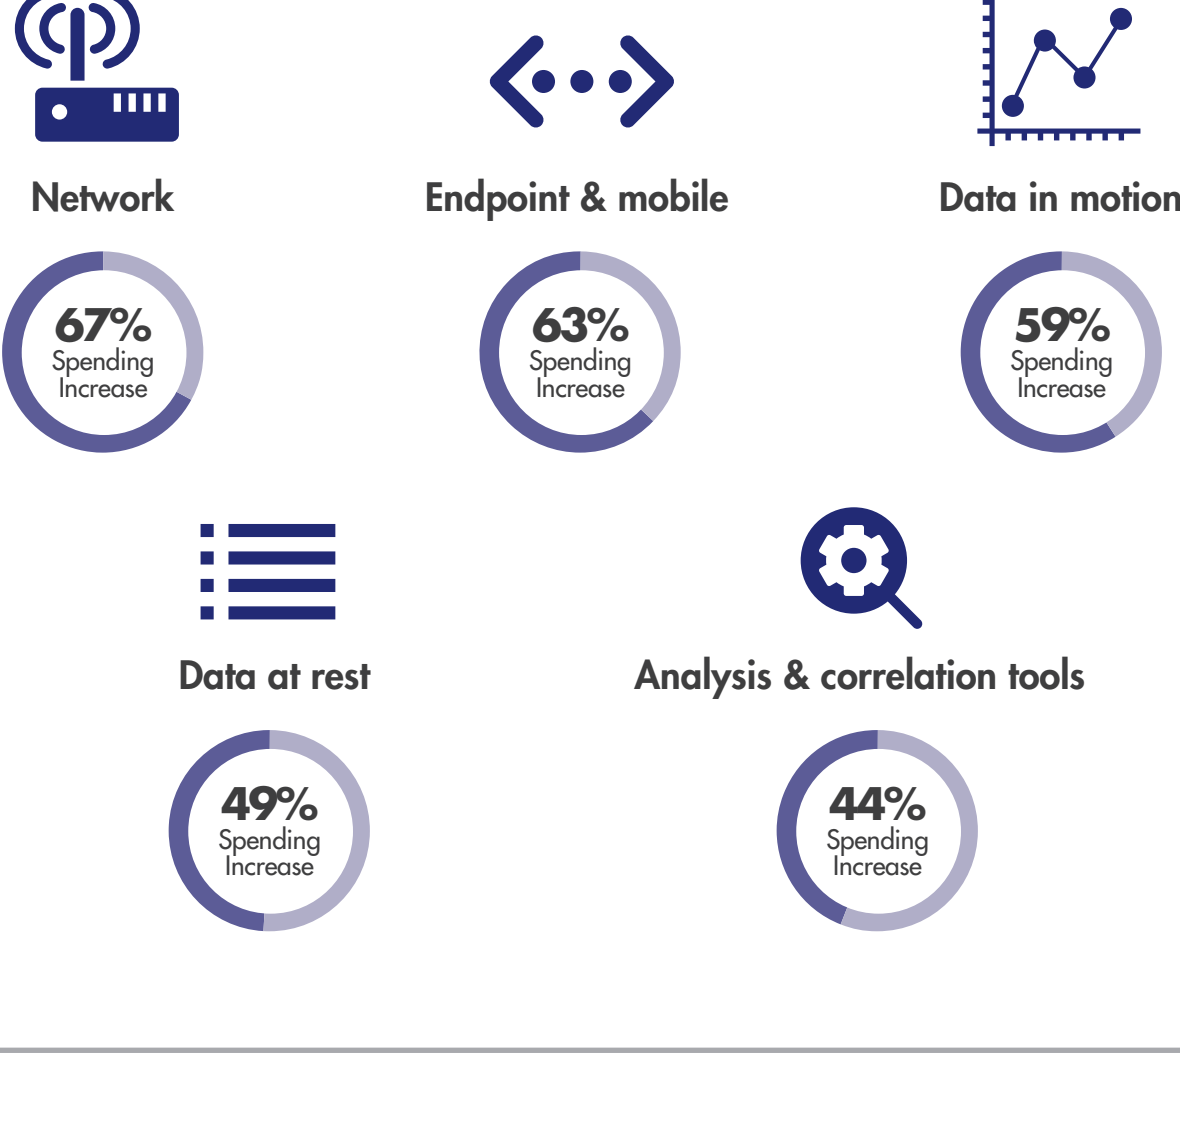 Network
Endpoint & mobile
Data in motion
67%
Spending
Increase
63%
Spending
Increase
59%
Spending
Increase
Data at rest
Analysis & correlation tools
49%
Spending
Increase
44%
Spending
Increase